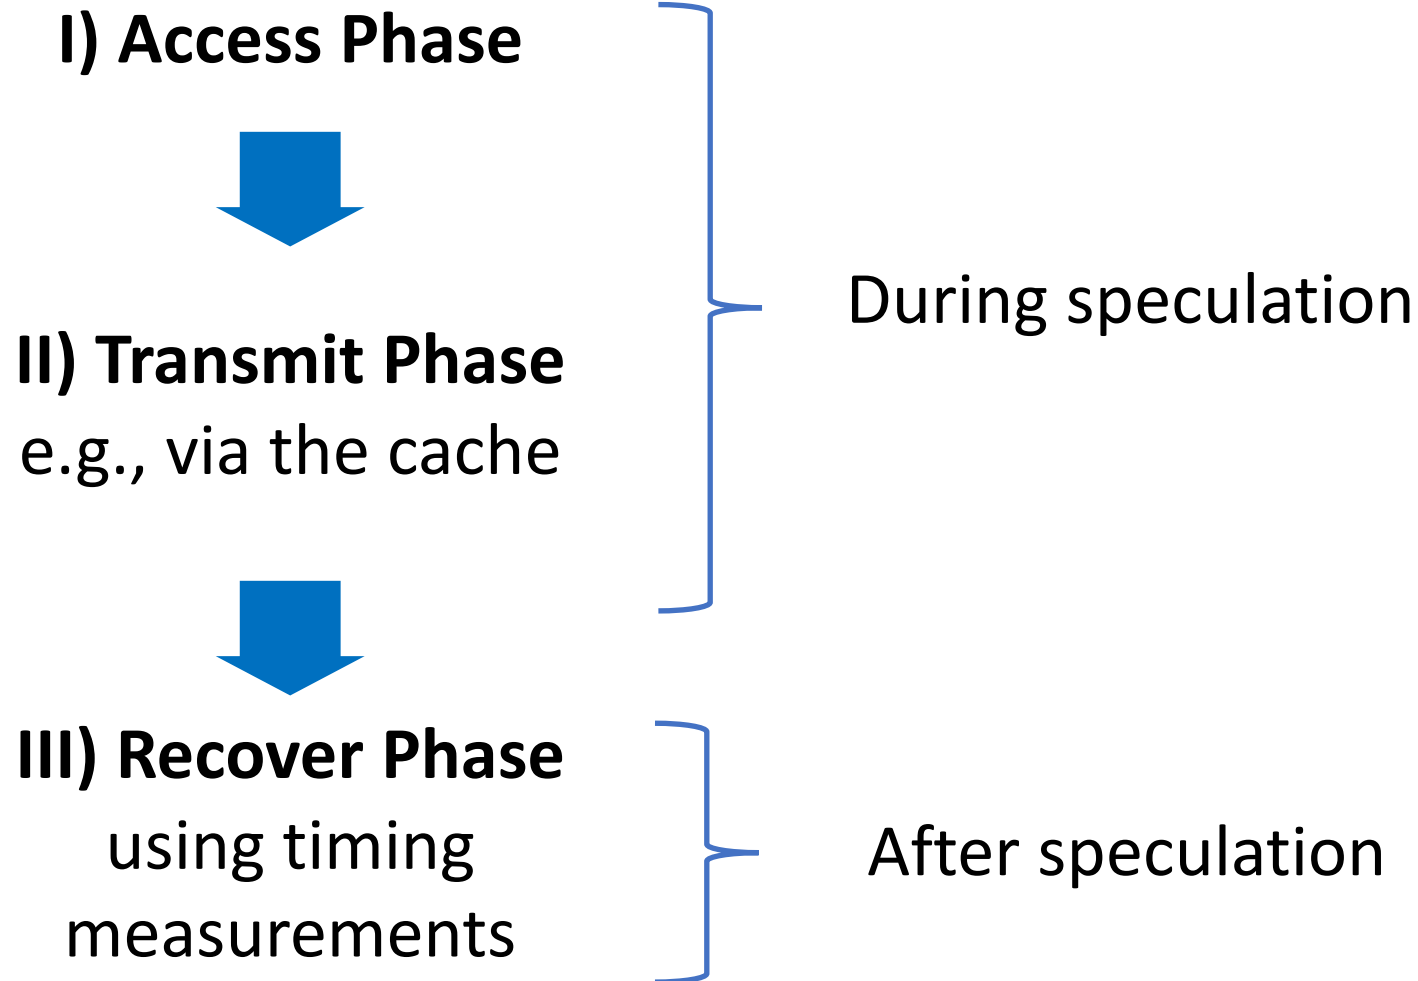 I) Access Phase
II) Transmit Phase
e.g., via the cache
During speculation
III) Recover Phase
using timing
measurements
After speculation